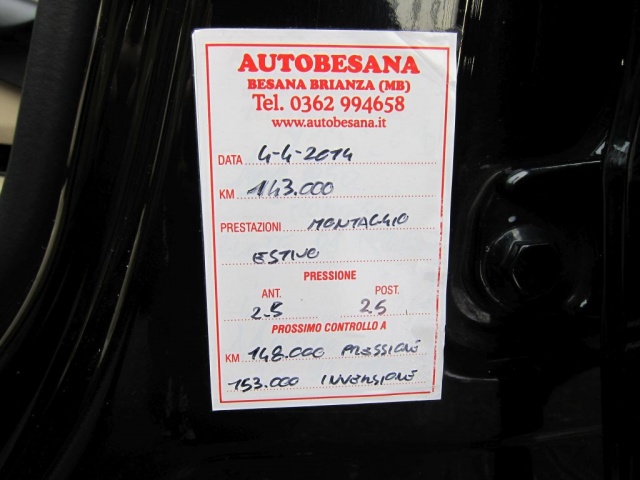 AUTOBESANA
BESANA BRIANZA (MB)
Tel. 0362 994658
www.autobesana.it
DATA 4-4-2014
KM 143.000
PRESTAZIONI MONTAGGIO
ESTIVO
PRESSIONE
ANT. POST.
2.5 2.5
PROSSIMO CONTROLLO A
KM 148.000 PRESSIONE
153.000 INVERSIONE